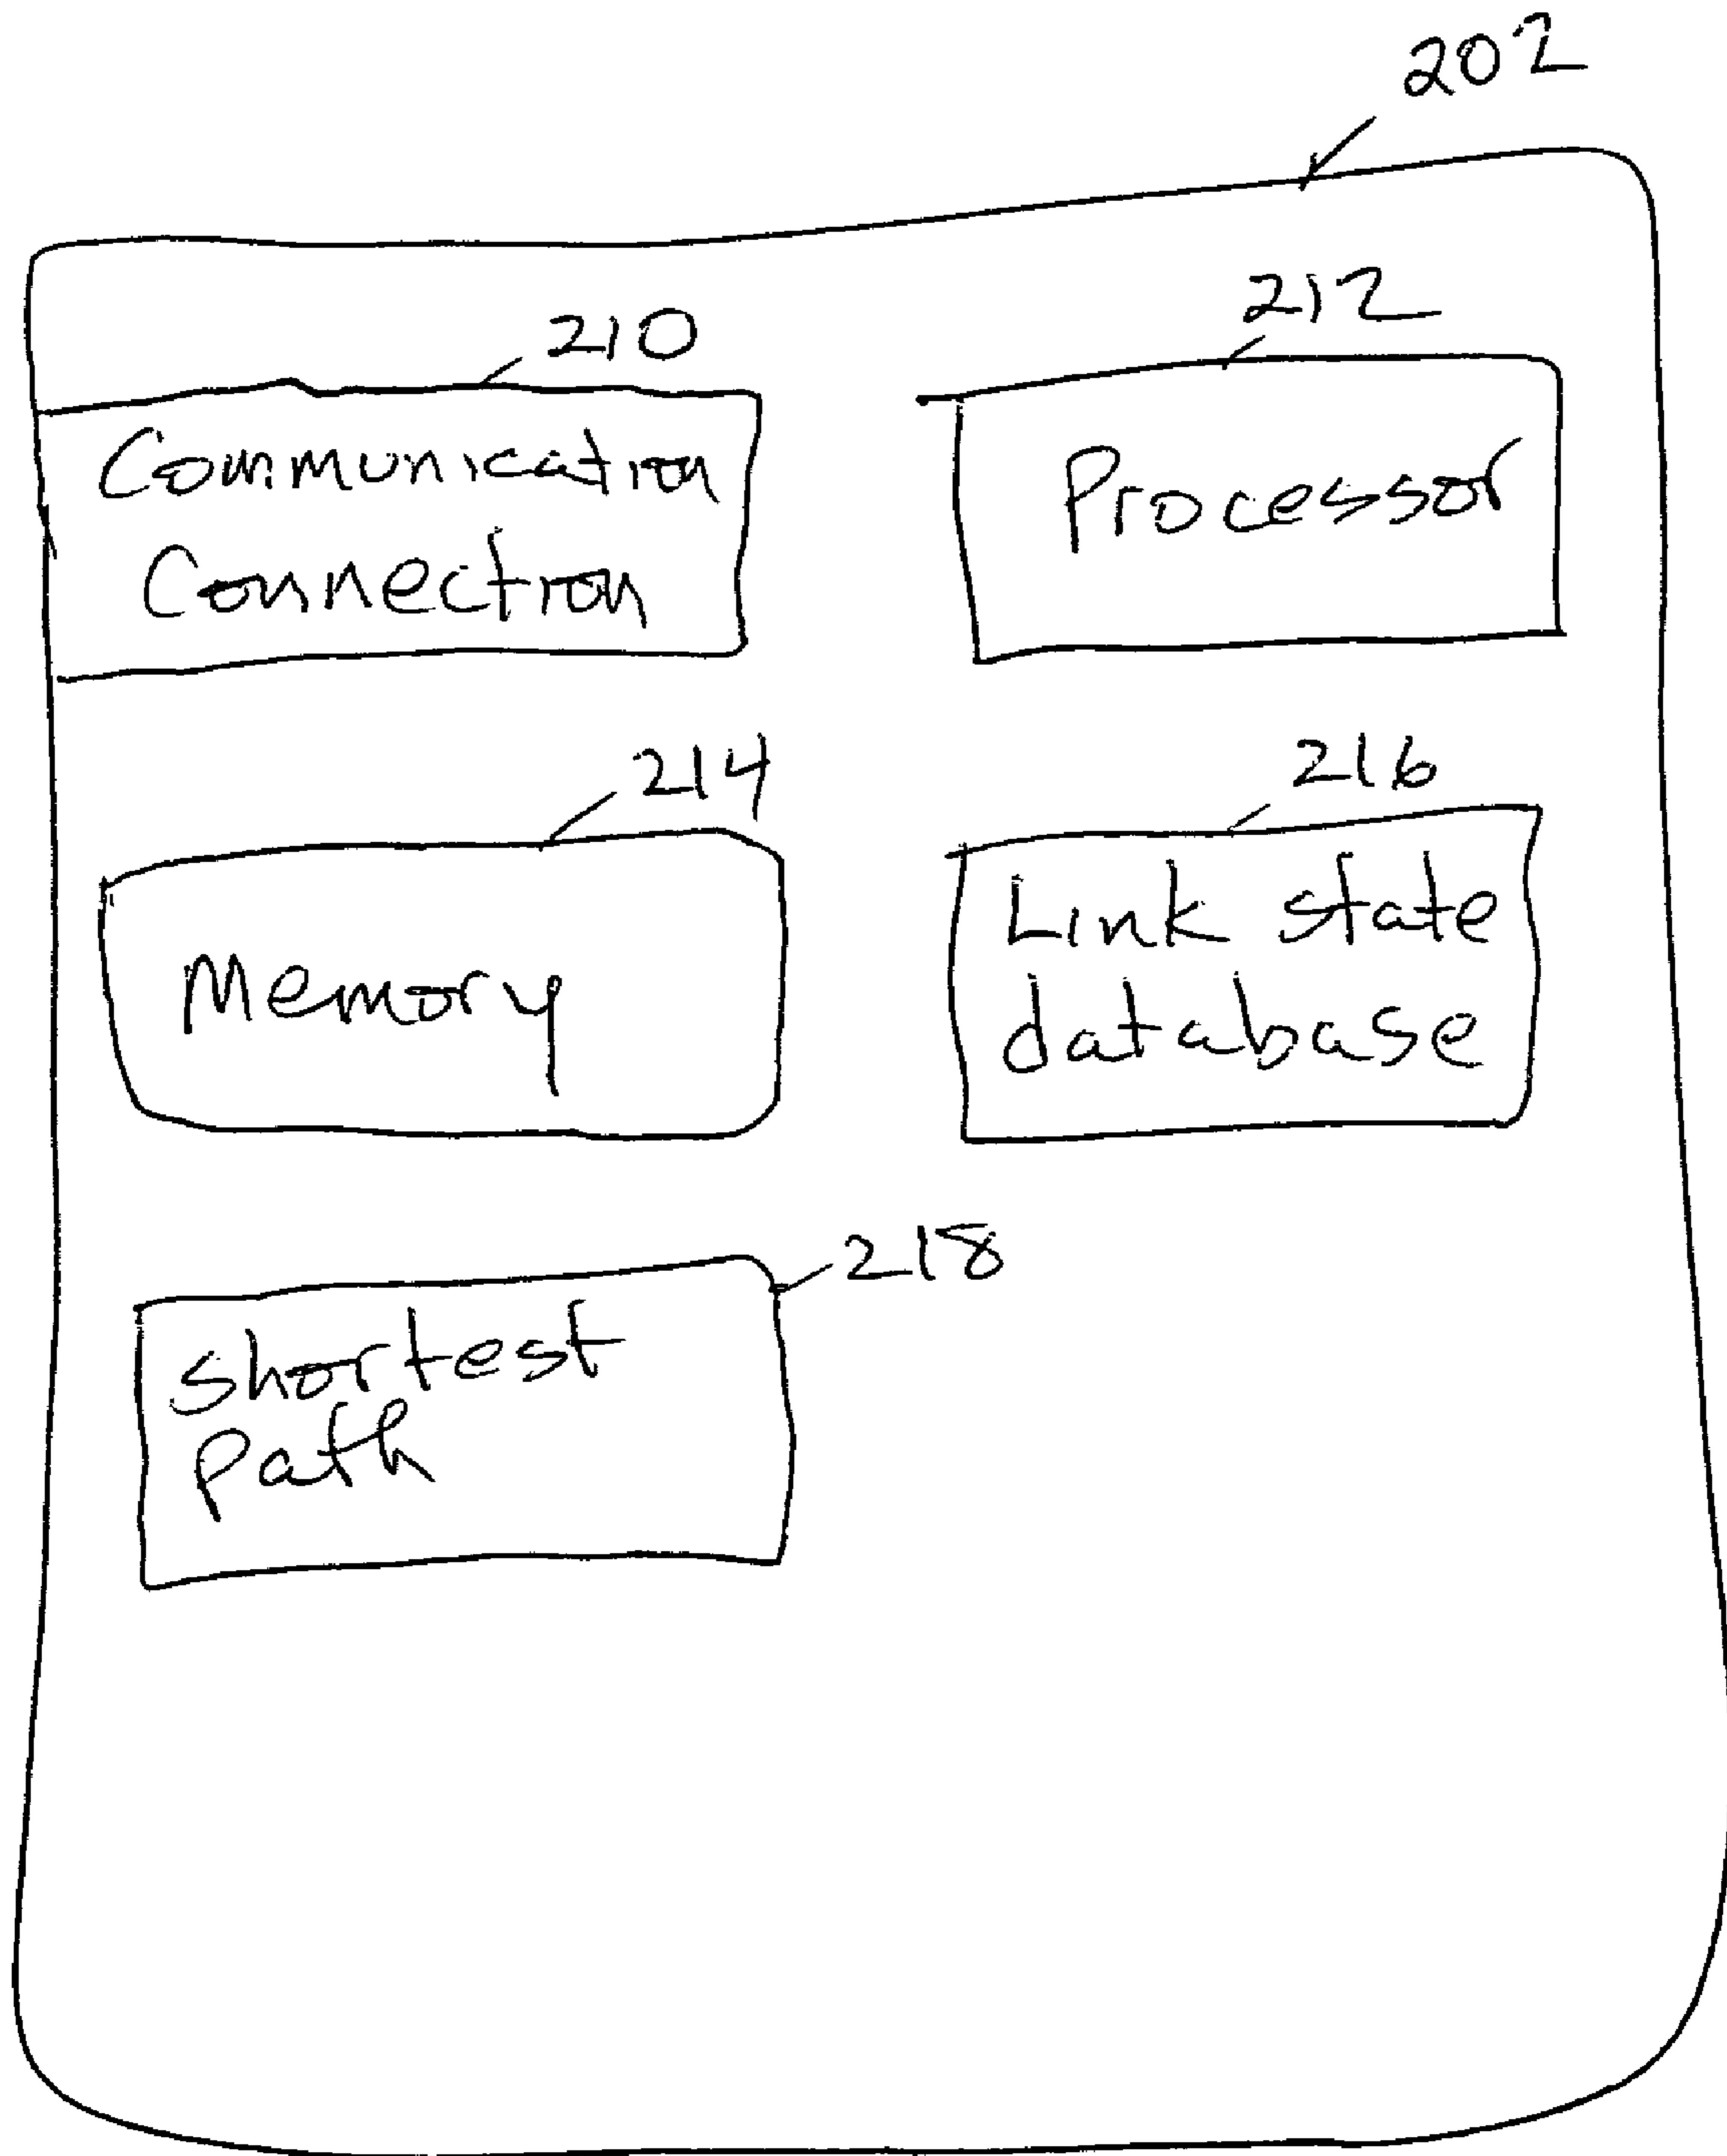 202
210
212
Communication
Connection
Processor
214
216
Memory
Link state
database
218
shortest
path